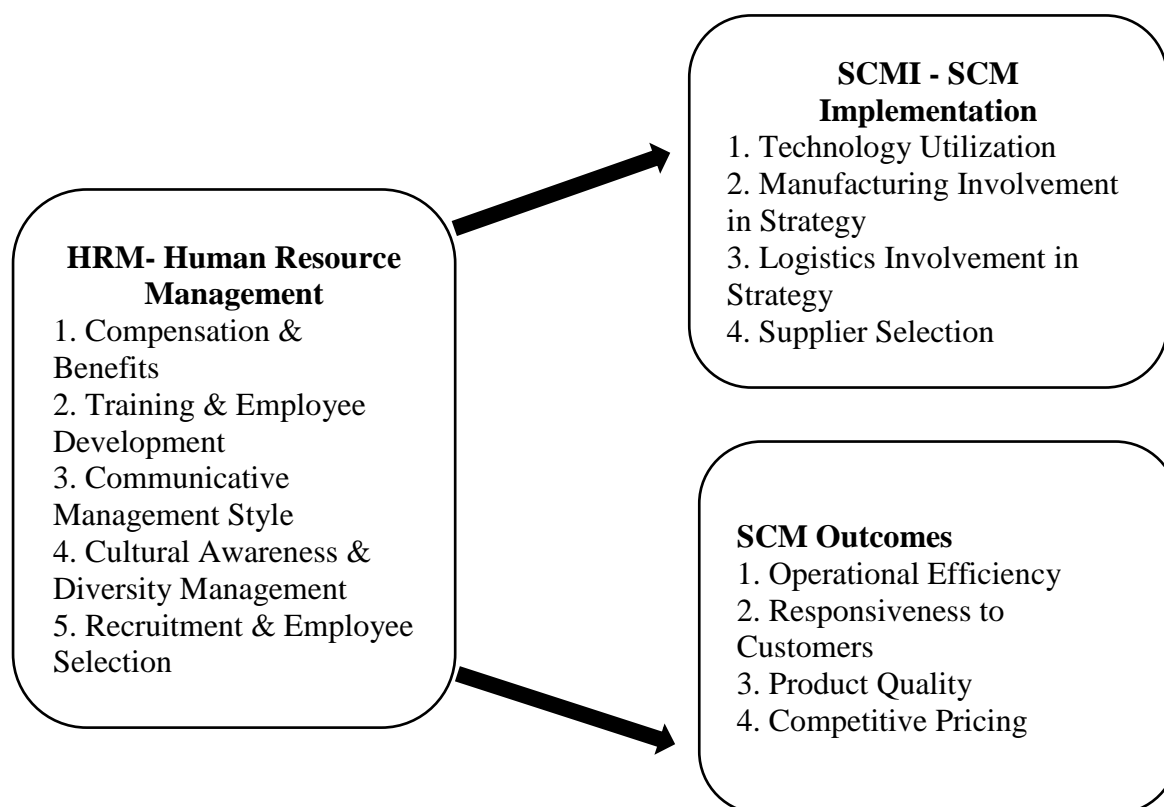 SCMI - SCM
Implementation
1. Technology Utilization
2. Manufacturing Involvement
in Strategy
3. Logistics Involvement in
Strategy
4. Supplier Selection
HRM- Human Resource
Management
1. Compensation &
Benefits
2. Training & Employee
Development
3. Communicative
Management Style
4. Cultural Awareness &
Diversity Management
5. Recruitment & Employee
Selection
SCM Outcomes
1. Operational Efficiency
2. Responsiveness to
Customers
3. Product Quality
4. Competitive Pricing